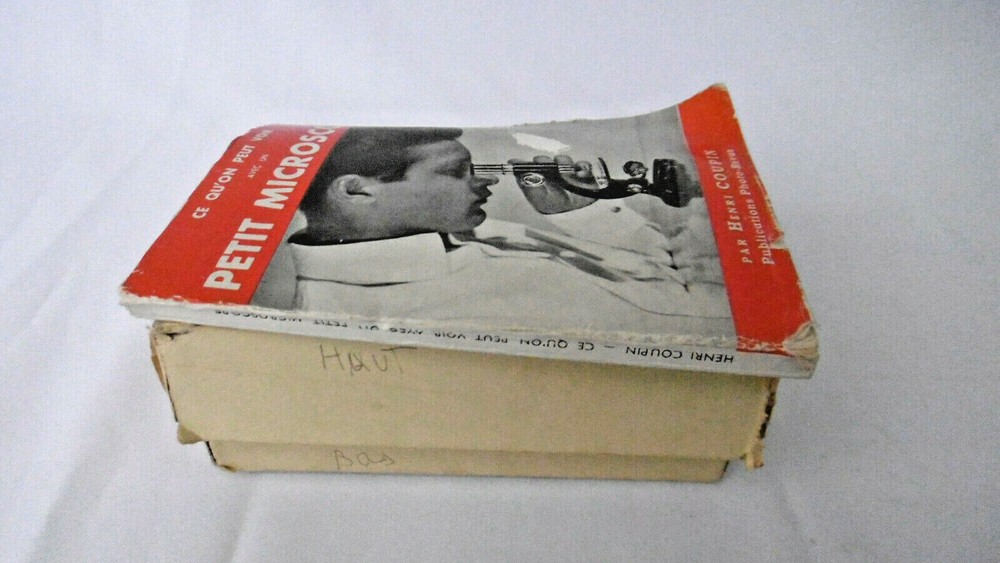 CE QU'ON PEUT VOIR
AVEC UN
PETIT MICROSC
PAR HENRI COUPIN
Publications Photo-Revue
HENRI COUPIN — CE QU'ON PEUT VOIR AVEC UN PETIT MICROSCOPE
HAUT
Bas